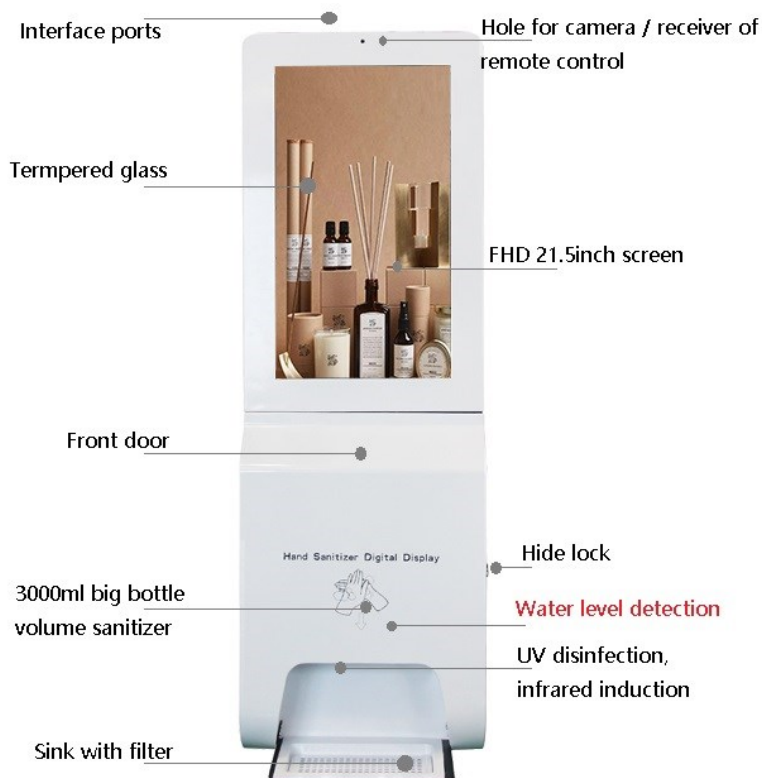 Interface ports
Hole for camera / receiver of
remote control
Termpered glass
FHD 21.5inch screen
Front door
Hand Sanitizer Digital Display
Hide lock
3000ml big bottle
volume sanitizer
Water level detection
UV disinfection,
infrared induction
Sink with filter